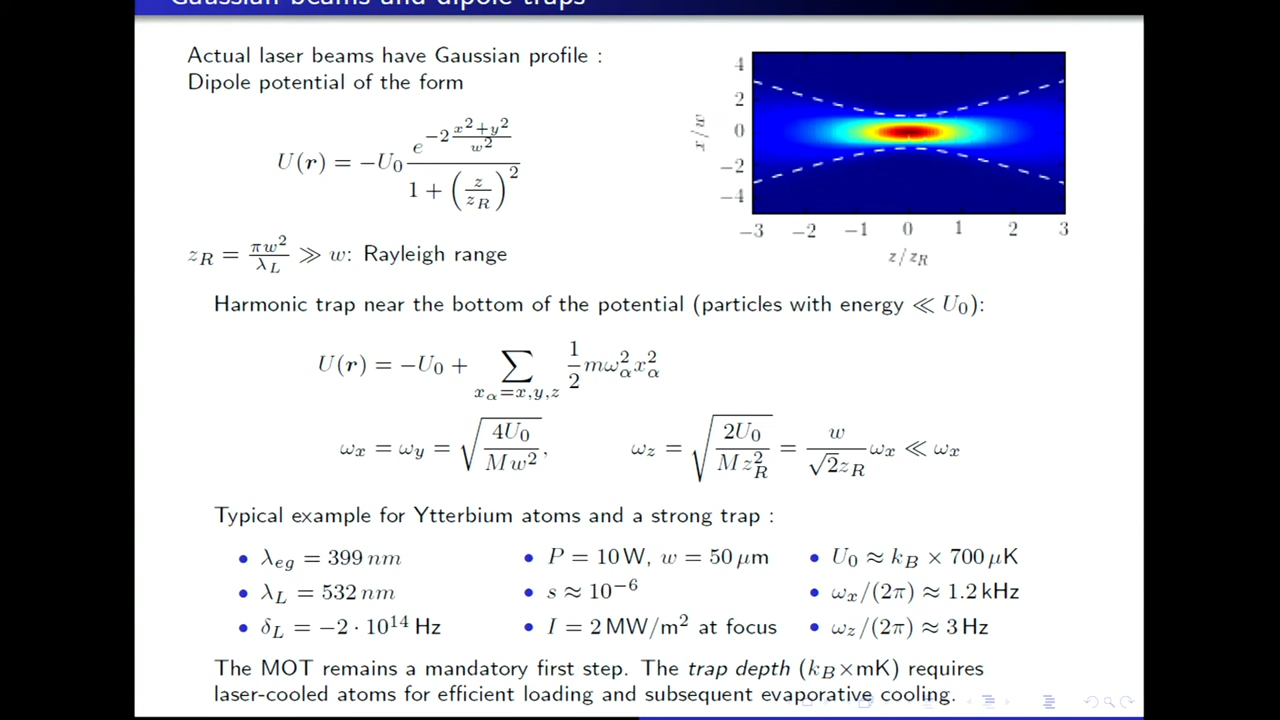 Gaussian beams and dipole traps
Actual laser beams have Gaussian profile :
Dipole potential of the form
U(r) = −U₀ e^{−2 (x²+y²)/w²} / (1 + (z/z_R)²)
z_R = πw²/λ_L ≫ w: Rayleigh range
4
2
0
−2
−4
x/w
−3 −2 −1 0 1 2 3
z/z_R
Harmonic trap near the bottom of the potential (particles with energy ≪ U₀):
U(r) = −U₀ + ∑_{x_α=x,y,z} 1/2 mω_α² x_α²
ω_x = ω_y = √(4U₀/Mw²), ω_z = √(2U₀/Mz_R²) = w/(√2z_R) ω_x ≪ ω_x
Typical example for Ytterbium atoms and a strong trap :
• λ_eg = 399 nm
• λ_L = 532 nm
• δ_L = −2 · 10¹⁴ Hz
• P = 10 W, w = 50 μm
• s ≈ 10⁻⁶
• I = 2 MW/m² at focus
• U₀ ≈ k_B × 700 μK
• ω_x/(2π) ≈ 1.2 kHz
• ω_z/(2π) ≈ 3 Hz
The MOT remains a mandatory first step. The trap depth (k_B×mK) requires
laser-cooled atoms for efficient loading and subsequent evaporative cooling.